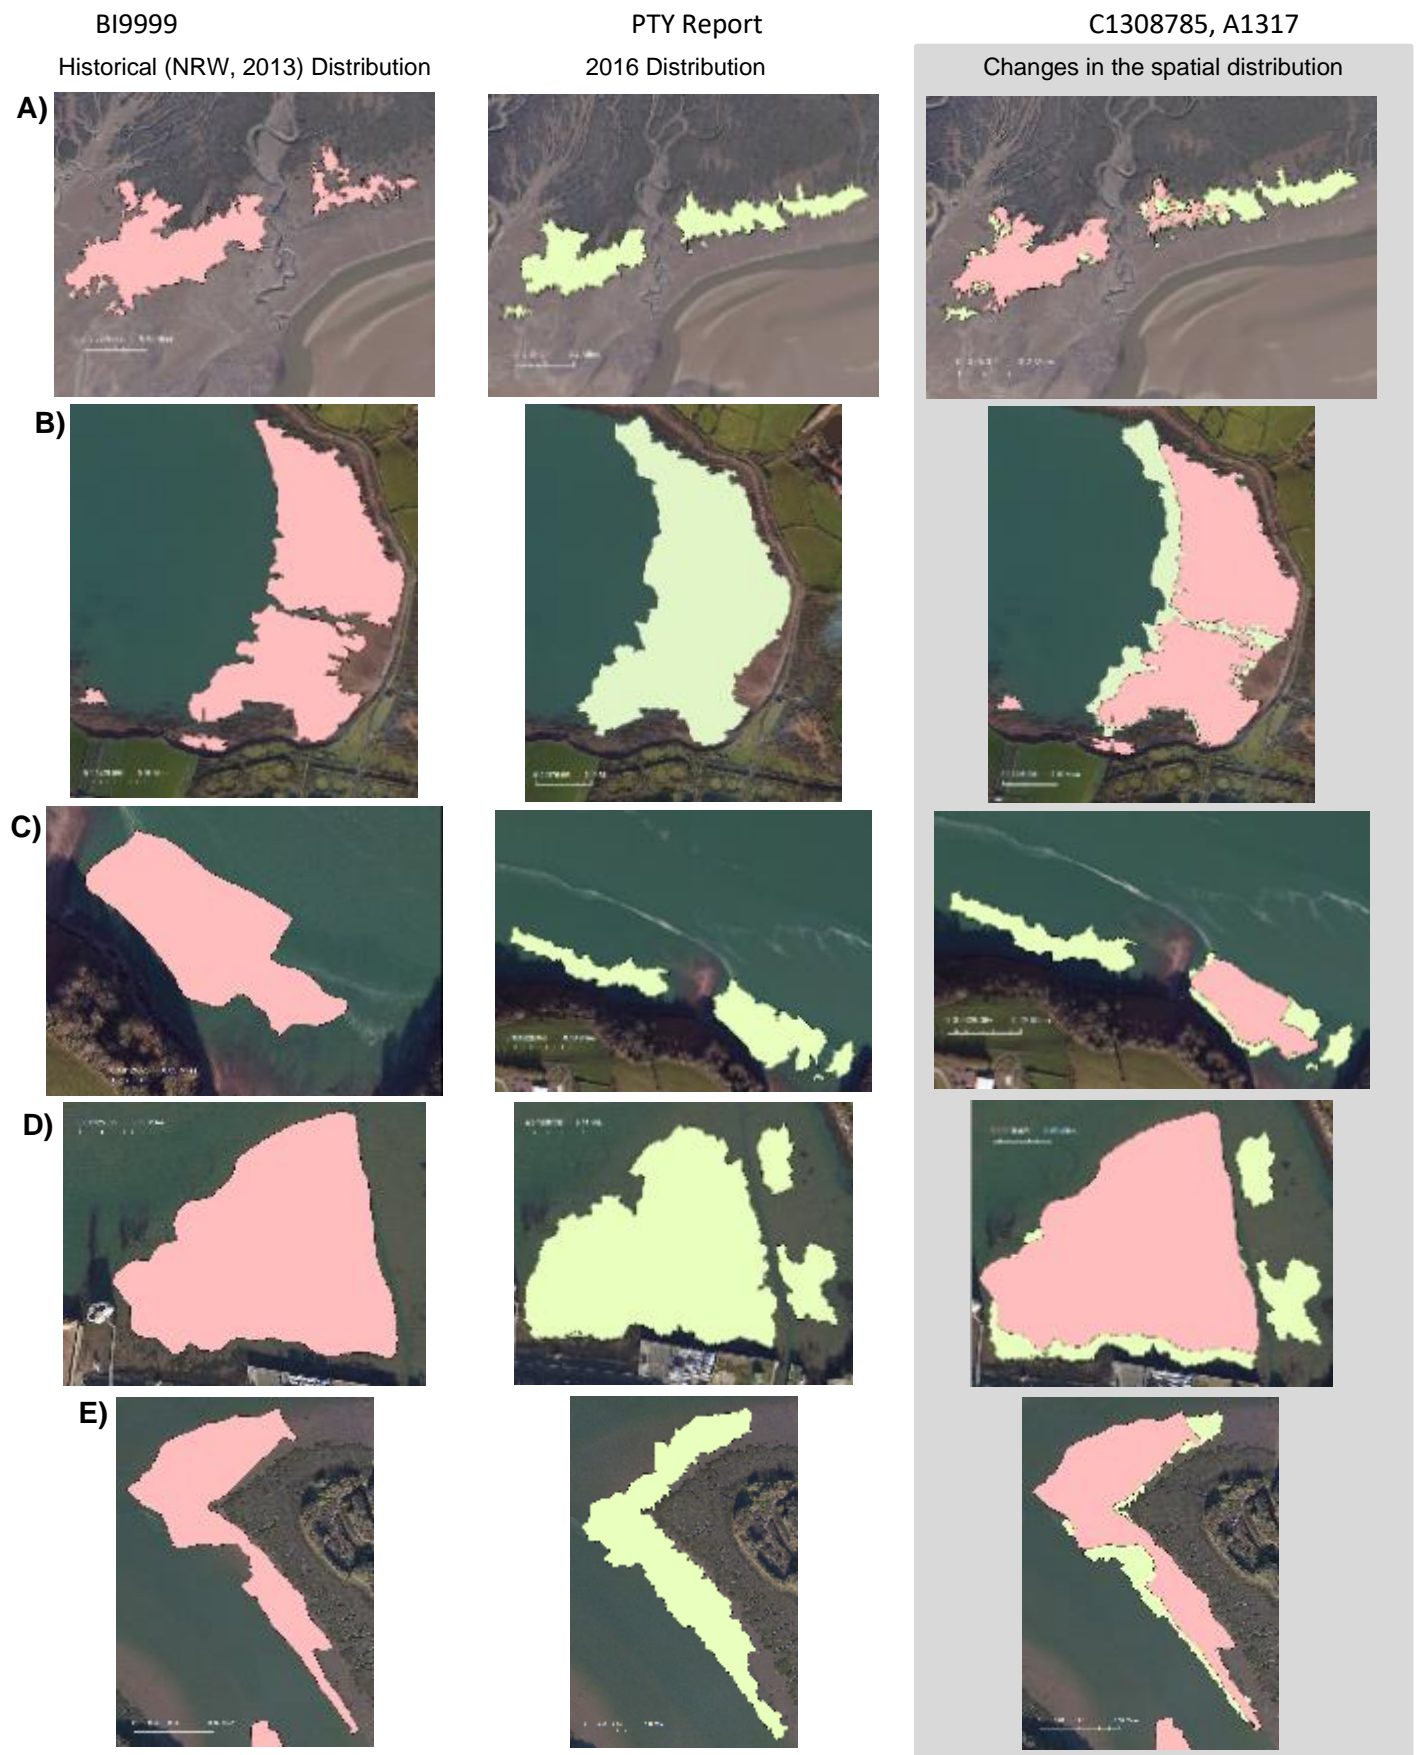 BI9999 PTY Report C1308785, A1317
Historical (NRW, 2013) Distribution 2016 Distribution Changes in the spatial distribution
A)
B)
C)
D)
E)